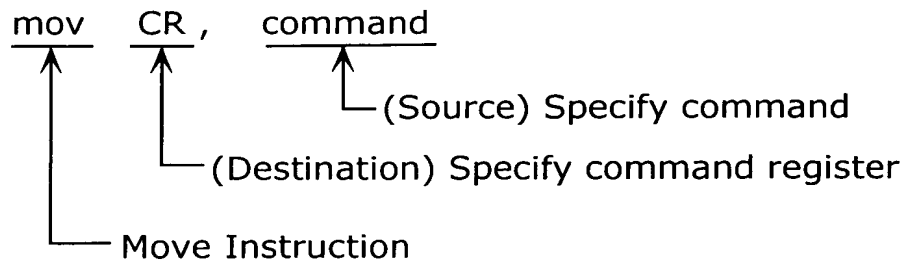 mov CR, command
(Source) Specify command
(Destination) Specify command register
Move Instruction